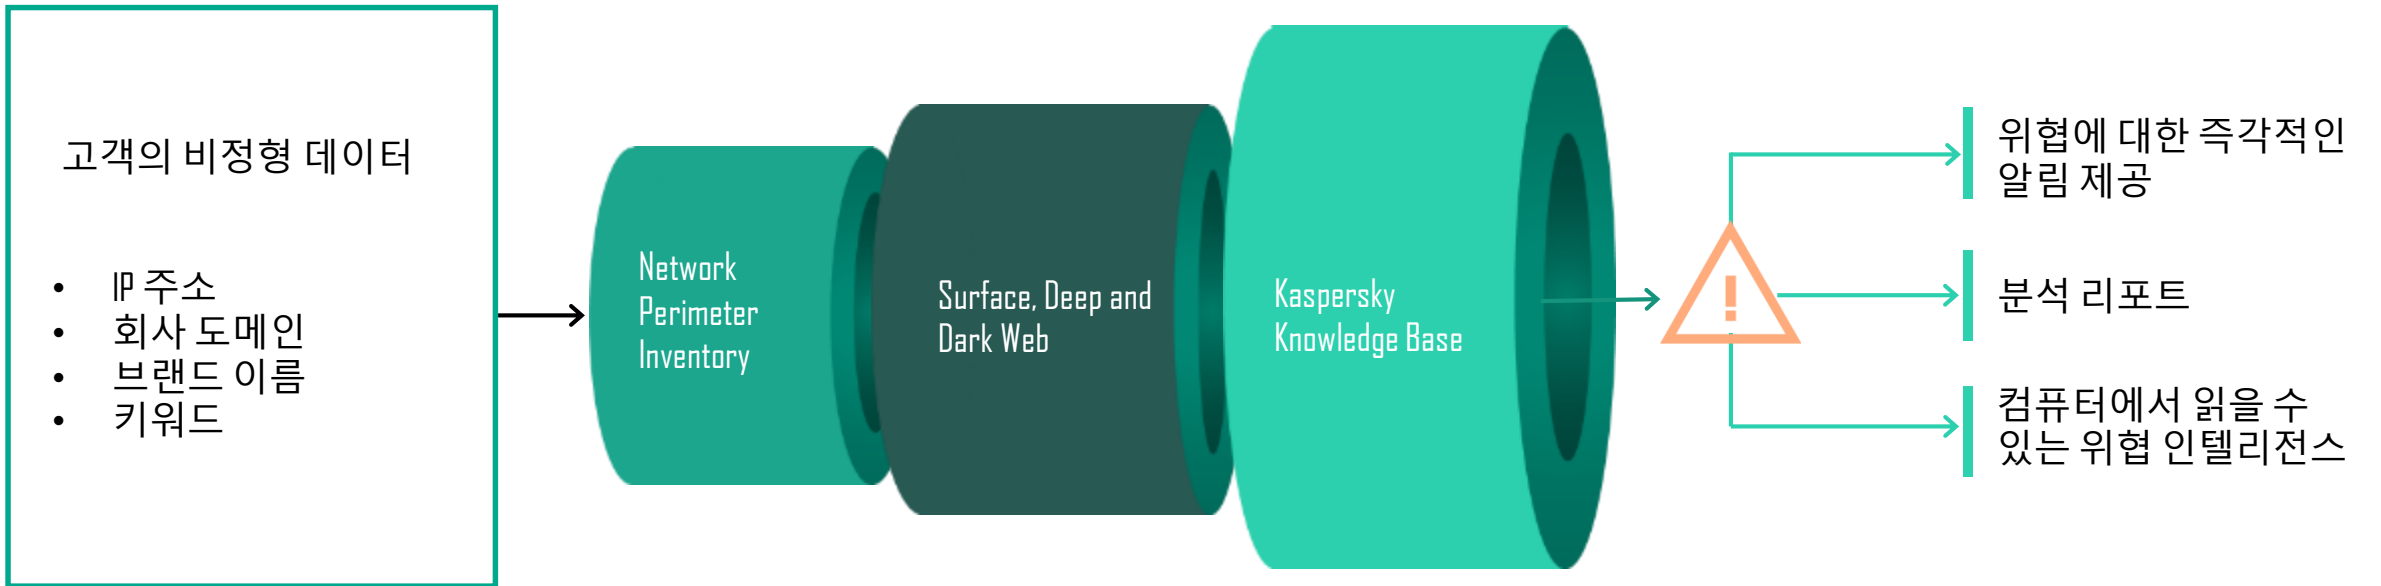 고객의 비정형 데이터
• IP 주소
• 회사 도메인
• 브랜드 이름
• 키워드
Network
Perimeter
Inventory
Surface, Deep and
Dark Web
Kaspersky
Knowledge Base
!
위협에 대한 즉각적인
알림 제공
분석 리포트
컴퓨터에서 읽을 수
있는 위협 인텔리전스